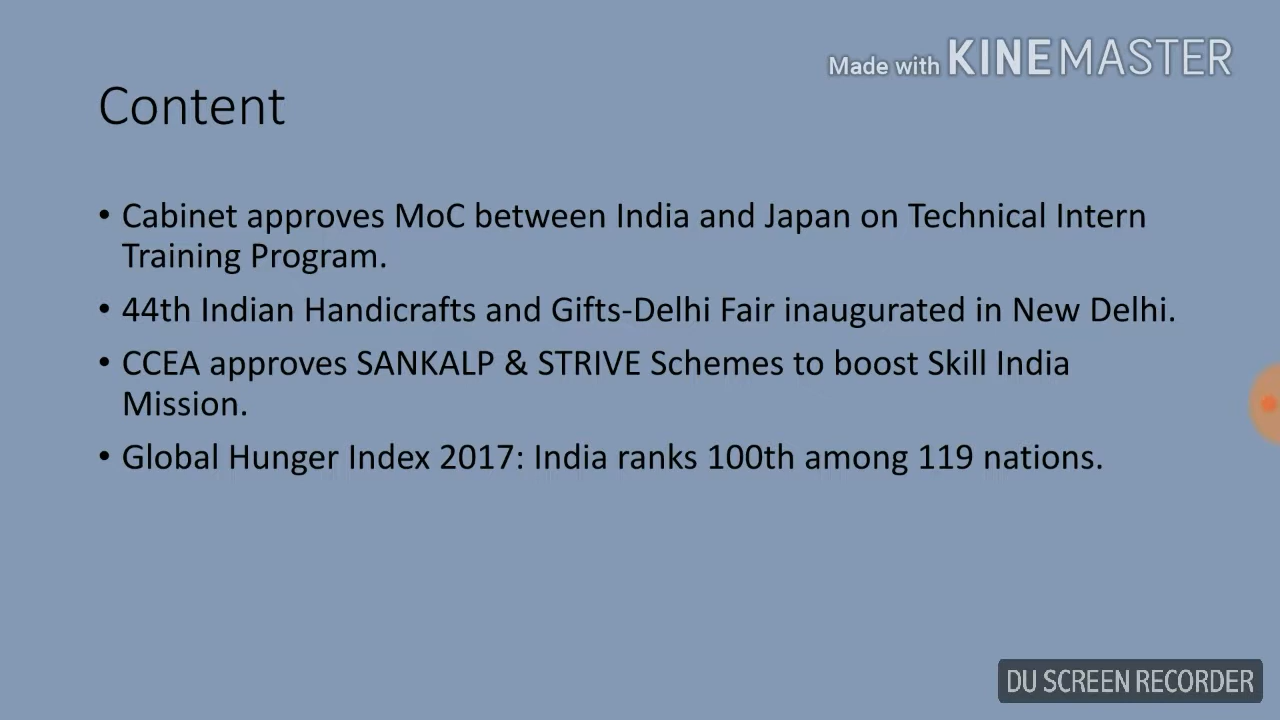 Made with KINEMASTER
Content
• Cabinet approves MoC between India and Japan on Technical Intern
Training Program.
• 44th Indian Handicrafts and Gifts-Delhi Fair inaugurated in New Delhi.
• CCEA approves SANKALP & STRIVE Schemes to boost Skill India
Mission.
• Global Hunger Index 2017: India ranks 100th among 119 nations.
DU SCREEN RECORDER